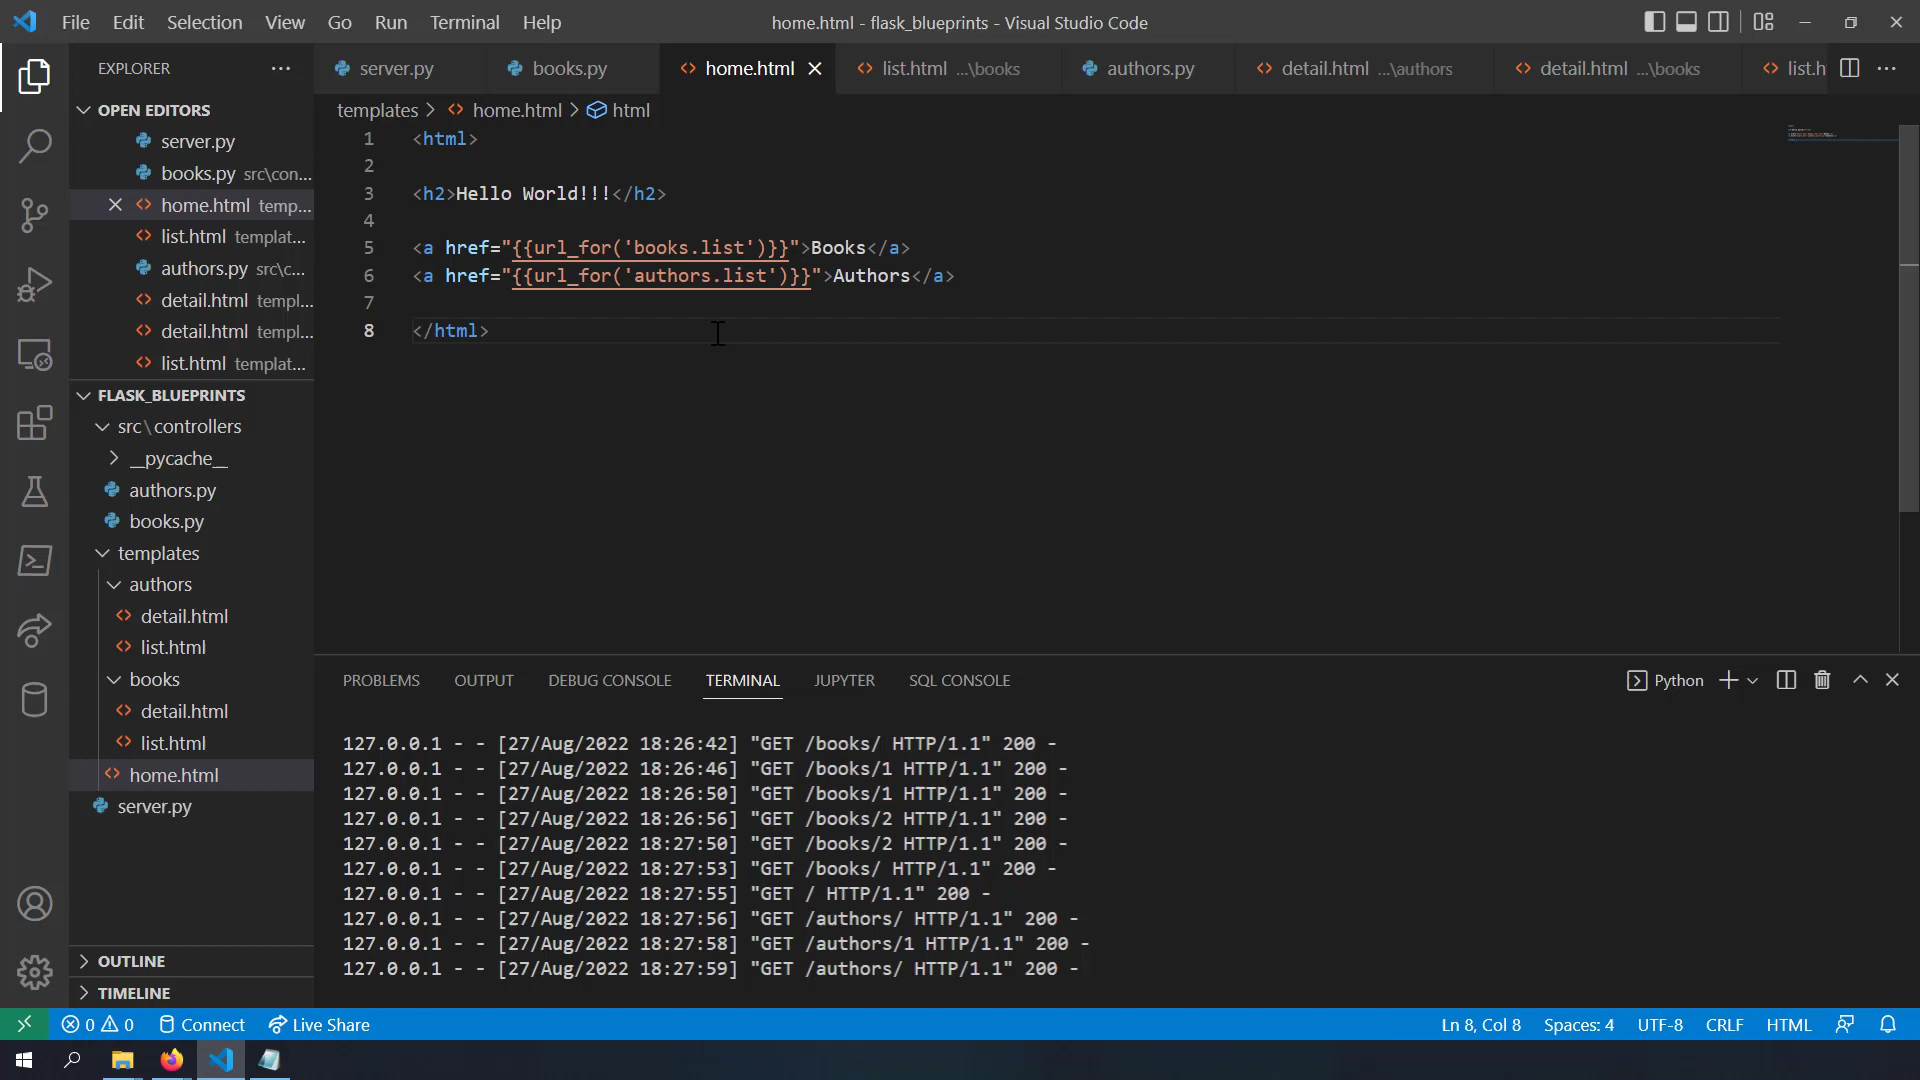 File Edit Selection View Go Run Terminal Help
home.html - flask_blueprints - Visual Studio Code
EXPLORER
OPEN EDITORS
server.py
books.py src\con...
home.html temp...
list.html templat...
authors.py src\c...
detail.html templ...
detail.html templ...
list.html templat...
FLASK_BLUEPRINTS
src\controllers
__pycache__
authors.py
books.py
templates
authors
detail.html
list.html
books
detail.html
list.html
home.html
server.py
OUTLINE
TIMELINE
server.py books.py home.html list.html ...\books authors.py detail.html ...\authors detail.html ...\books list.h
templates > home.html > html
1 <html>
2
3 <h2>Hello World!!!</h2>
4
5 <a href="{{url_for('books.list')}}">Books</a>
6 <a href="{{url_for('authors.list')}}">Authors</a>
7
8 </html>
PROBLEMS OUTPUT DEBUG CONSOLE TERMINAL JUPYTER SQL CONSOLE
Python
127.0.0.1 - - [27/Aug/2022 18:26:42] "GET /books/ HTTP/1.1" 200 -
127.0.0.1 - - [27/Aug/2022 18:26:46] "GET /books/1 HTTP/1.1" 200 -
127.0.0.1 - - [27/Aug/2022 18:26:50] "GET /books/1 HTTP/1.1" 200 -
127.0.0.1 - - [27/Aug/2022 18:26:56] "GET /books/2 HTTP/1.1" 200 -
127.0.0.1 - - [27/Aug/2022 18:27:50] "GET /books/2 HTTP/1.1" 200 -
127.0.0.1 - - [27/Aug/2022 18:27:53] "GET /books/ HTTP/1.1" 200 -
127.0.0.1 - - [27/Aug/2022 18:27:55] "GET / HTTP/1.1" 200 -
127.0.0.1 - - [27/Aug/2022 18:27:56] "GET /authors/ HTTP/1.1" 200 -
127.0.0.1 - - [27/Aug/2022 18:27:58] "GET /authors/1 HTTP/1.1" 200 -
127.0.0.1 - - [27/Aug/2022 18:27:59] "GET /authors/ HTTP/1.1" 200 -
0 0 Connect Live Share
Ln 8, Col 8 Spaces: 4 UTF-8 CRLF HTML